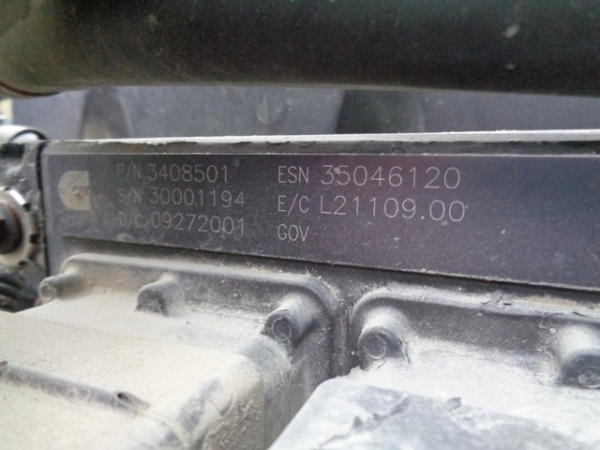 P/N 3408501 ESN 35046120
S/N 30001194 E/C L21109.00
D/C 09272001 GOV